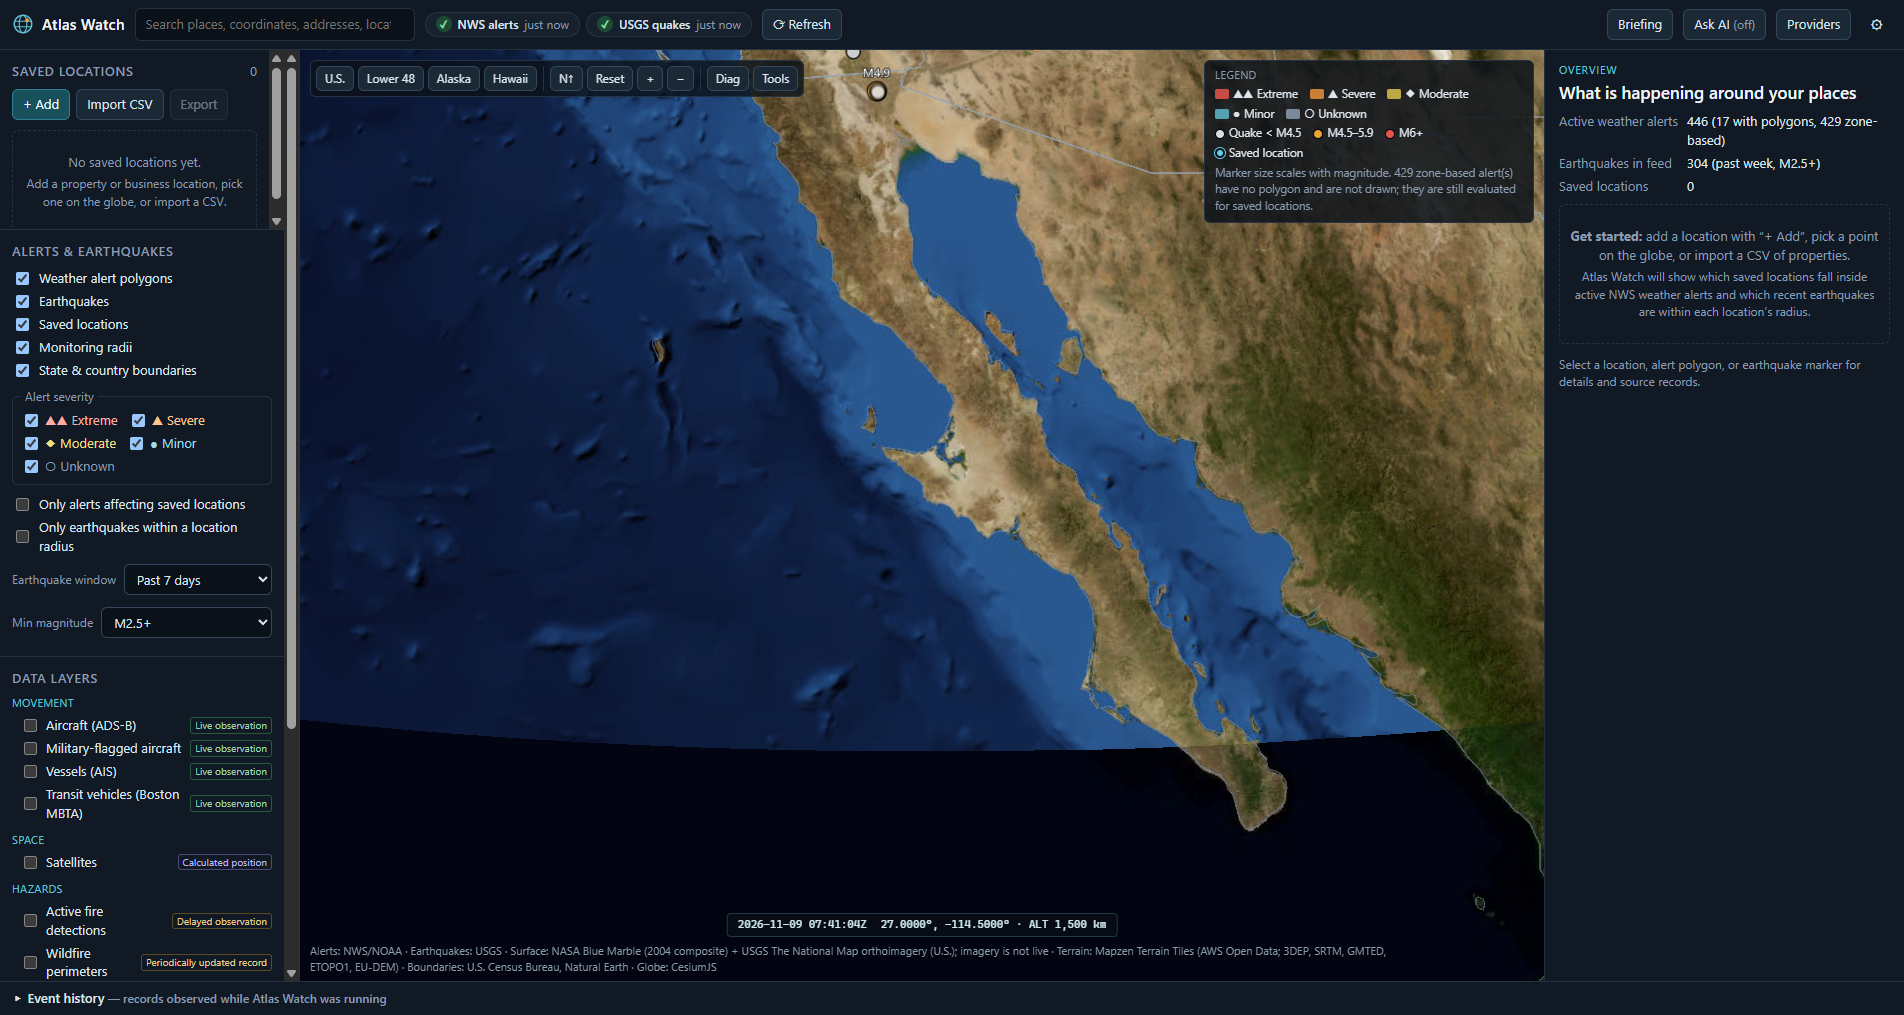 Atlas Watch
Search places, coordinates, addresses, locat
✓ NWS alerts just now
✓ USGS quakes just now
⟳ Refresh
Briefing
Ask AI (off)
Providers
SAVED LOCATIONS 0
+ Add
Import CSV
Export
No saved locations yet.
Add a property or business location, pick
one on the globe, or import a CSV.
ALERTS & EARTHQUAKES
Weather alert polygons
Earthquakes
Saved locations
Monitoring radii
State & country boundaries
Alert severity
▲▲ Extreme ▲ Severe
◆ Moderate ● Minor
○ Unknown
Only alerts affecting saved locations
Only earthquakes within a location
radius
Earthquake window Past 7 days
Min magnitude M2.5+
DATA LAYERS
MOVEMENT
Aircraft (ADS-B) Live observation
Military-flagged aircraft Live observation
Vessels (AIS) Live observation
Transit vehicles (Boston
MBTA) Live observation
SPACE
Satellites Calculated position
HAZARDS
Active fire
detections Delayed observation
Wildfire
perimeters Periodically updated record
U.S.
Lower 48
Alaska
Hawaii
N↑
Reset
+
−
Diag
Tools
M4.9
LEGEND
▲▲ Extreme ▲ Severe ◆ Moderate
● Minor ○ Unknown
Quake < M4.5 M4.5–5.9 M6+
Saved location
Marker size scales with magnitude. 429 zone-based alert(s)
have no polygon and are not drawn; they are still evaluated
for saved locations.
2026-11-09 07:41:04Z 27.0000°, -114.5000° · ALT 1,500 km
Alerts: NWS/NOAA · Earthquakes: USGS · Surface: NASA Blue Marble (2004 composite) + USGS The National Map orthoimagery (U.S.); imagery is not live · Terrain: Mapzen Terrain Tiles (AWS Open Data; 3DEP, SRTM, GMTED,
ETOPO1, EU-DEM) · Boundaries: U.S. Census Bureau, Natural Earth · Globe: CesiumJS
OVERVIEW
What is happening around your places
Active weather alerts 446 (17 with polygons, 429 zone-
based)
Earthquakes in feed 304 (past week, M2.5+)
Saved locations 0
Get started: add a location with “+ Add”, pick a point
on the globe, or import a CSV of properties.
Atlas Watch will show which saved locations fall inside
active NWS weather alerts and which recent earthquakes
are within each location’s radius.
Select a location, alert polygon, or earthquake marker for
details and source records.
▸ Event history — records observed while Atlas Watch was running